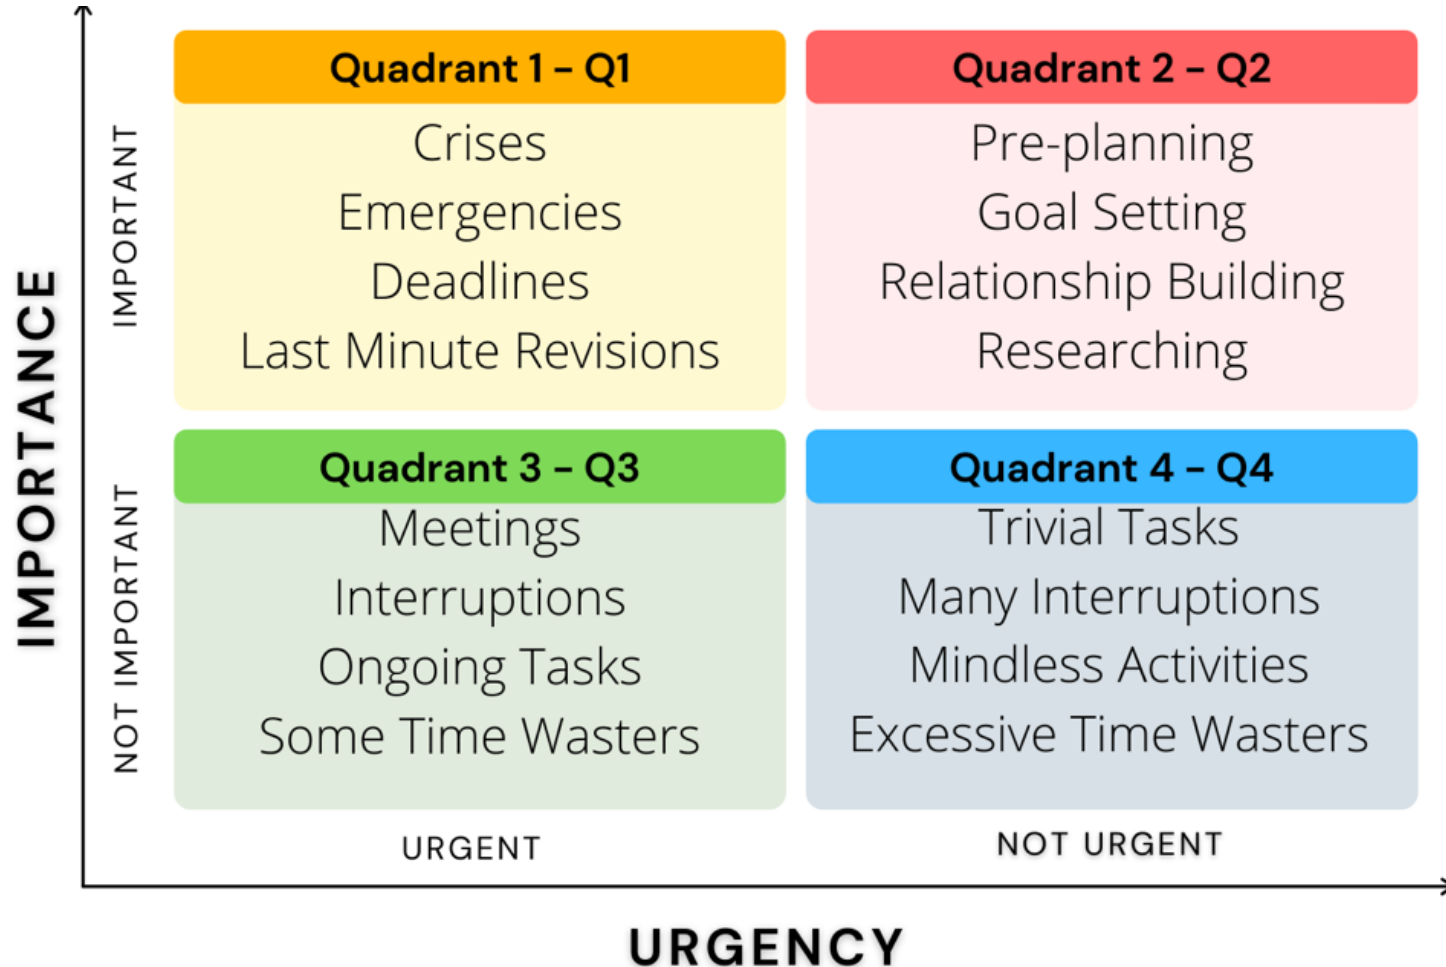 Quadrant 1 – Q1
Crises
Emergencies
Deadlines
Last Minute Revisions
Quadrant 2 – Q2
Pre-planning
Goal Setting
Relationship Building
Researching
Quadrant 3 – Q3
Meetings
Interruptions
Ongoing Tasks
Some Time Wasters
Quadrant 4 – Q4
Trivial Tasks
Many Interruptions
Mindless Activities
Excessive Time Wasters
IMPORTANCE
IMPORTANT
NOT IMPORTANT
URGENT
NOT URGENT
URGENCY